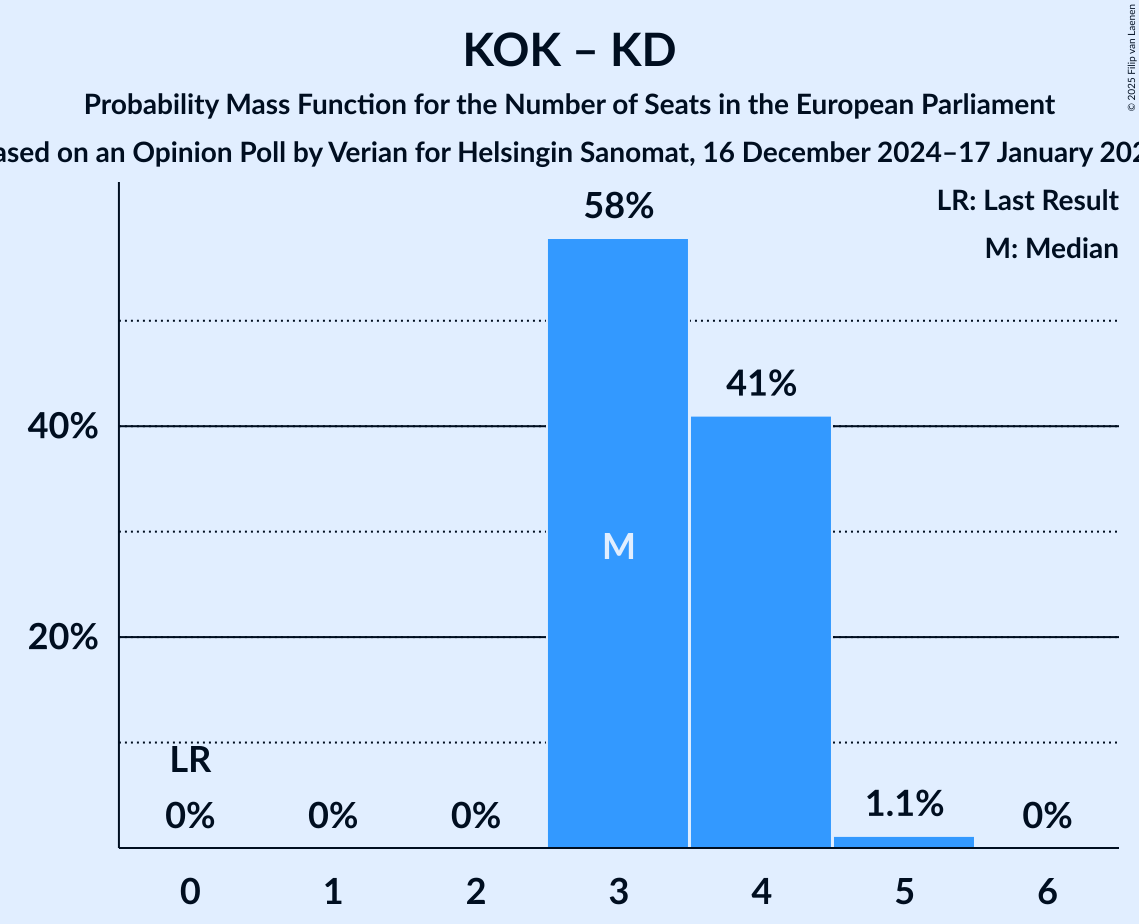 KOK – KD
Probability Mass Function for the Number of Seats in the European Parliament
on an Opinion Poll by Verian for Helsingin Sanomat, 16 December 2024–17 January
© 2025 Filip van Laenen
LR: Last Result
M: Median
58%
41%
40%
M
20%
LR
0%
0%
0%
1.1%
0%
0
1
2
3
4
5
6